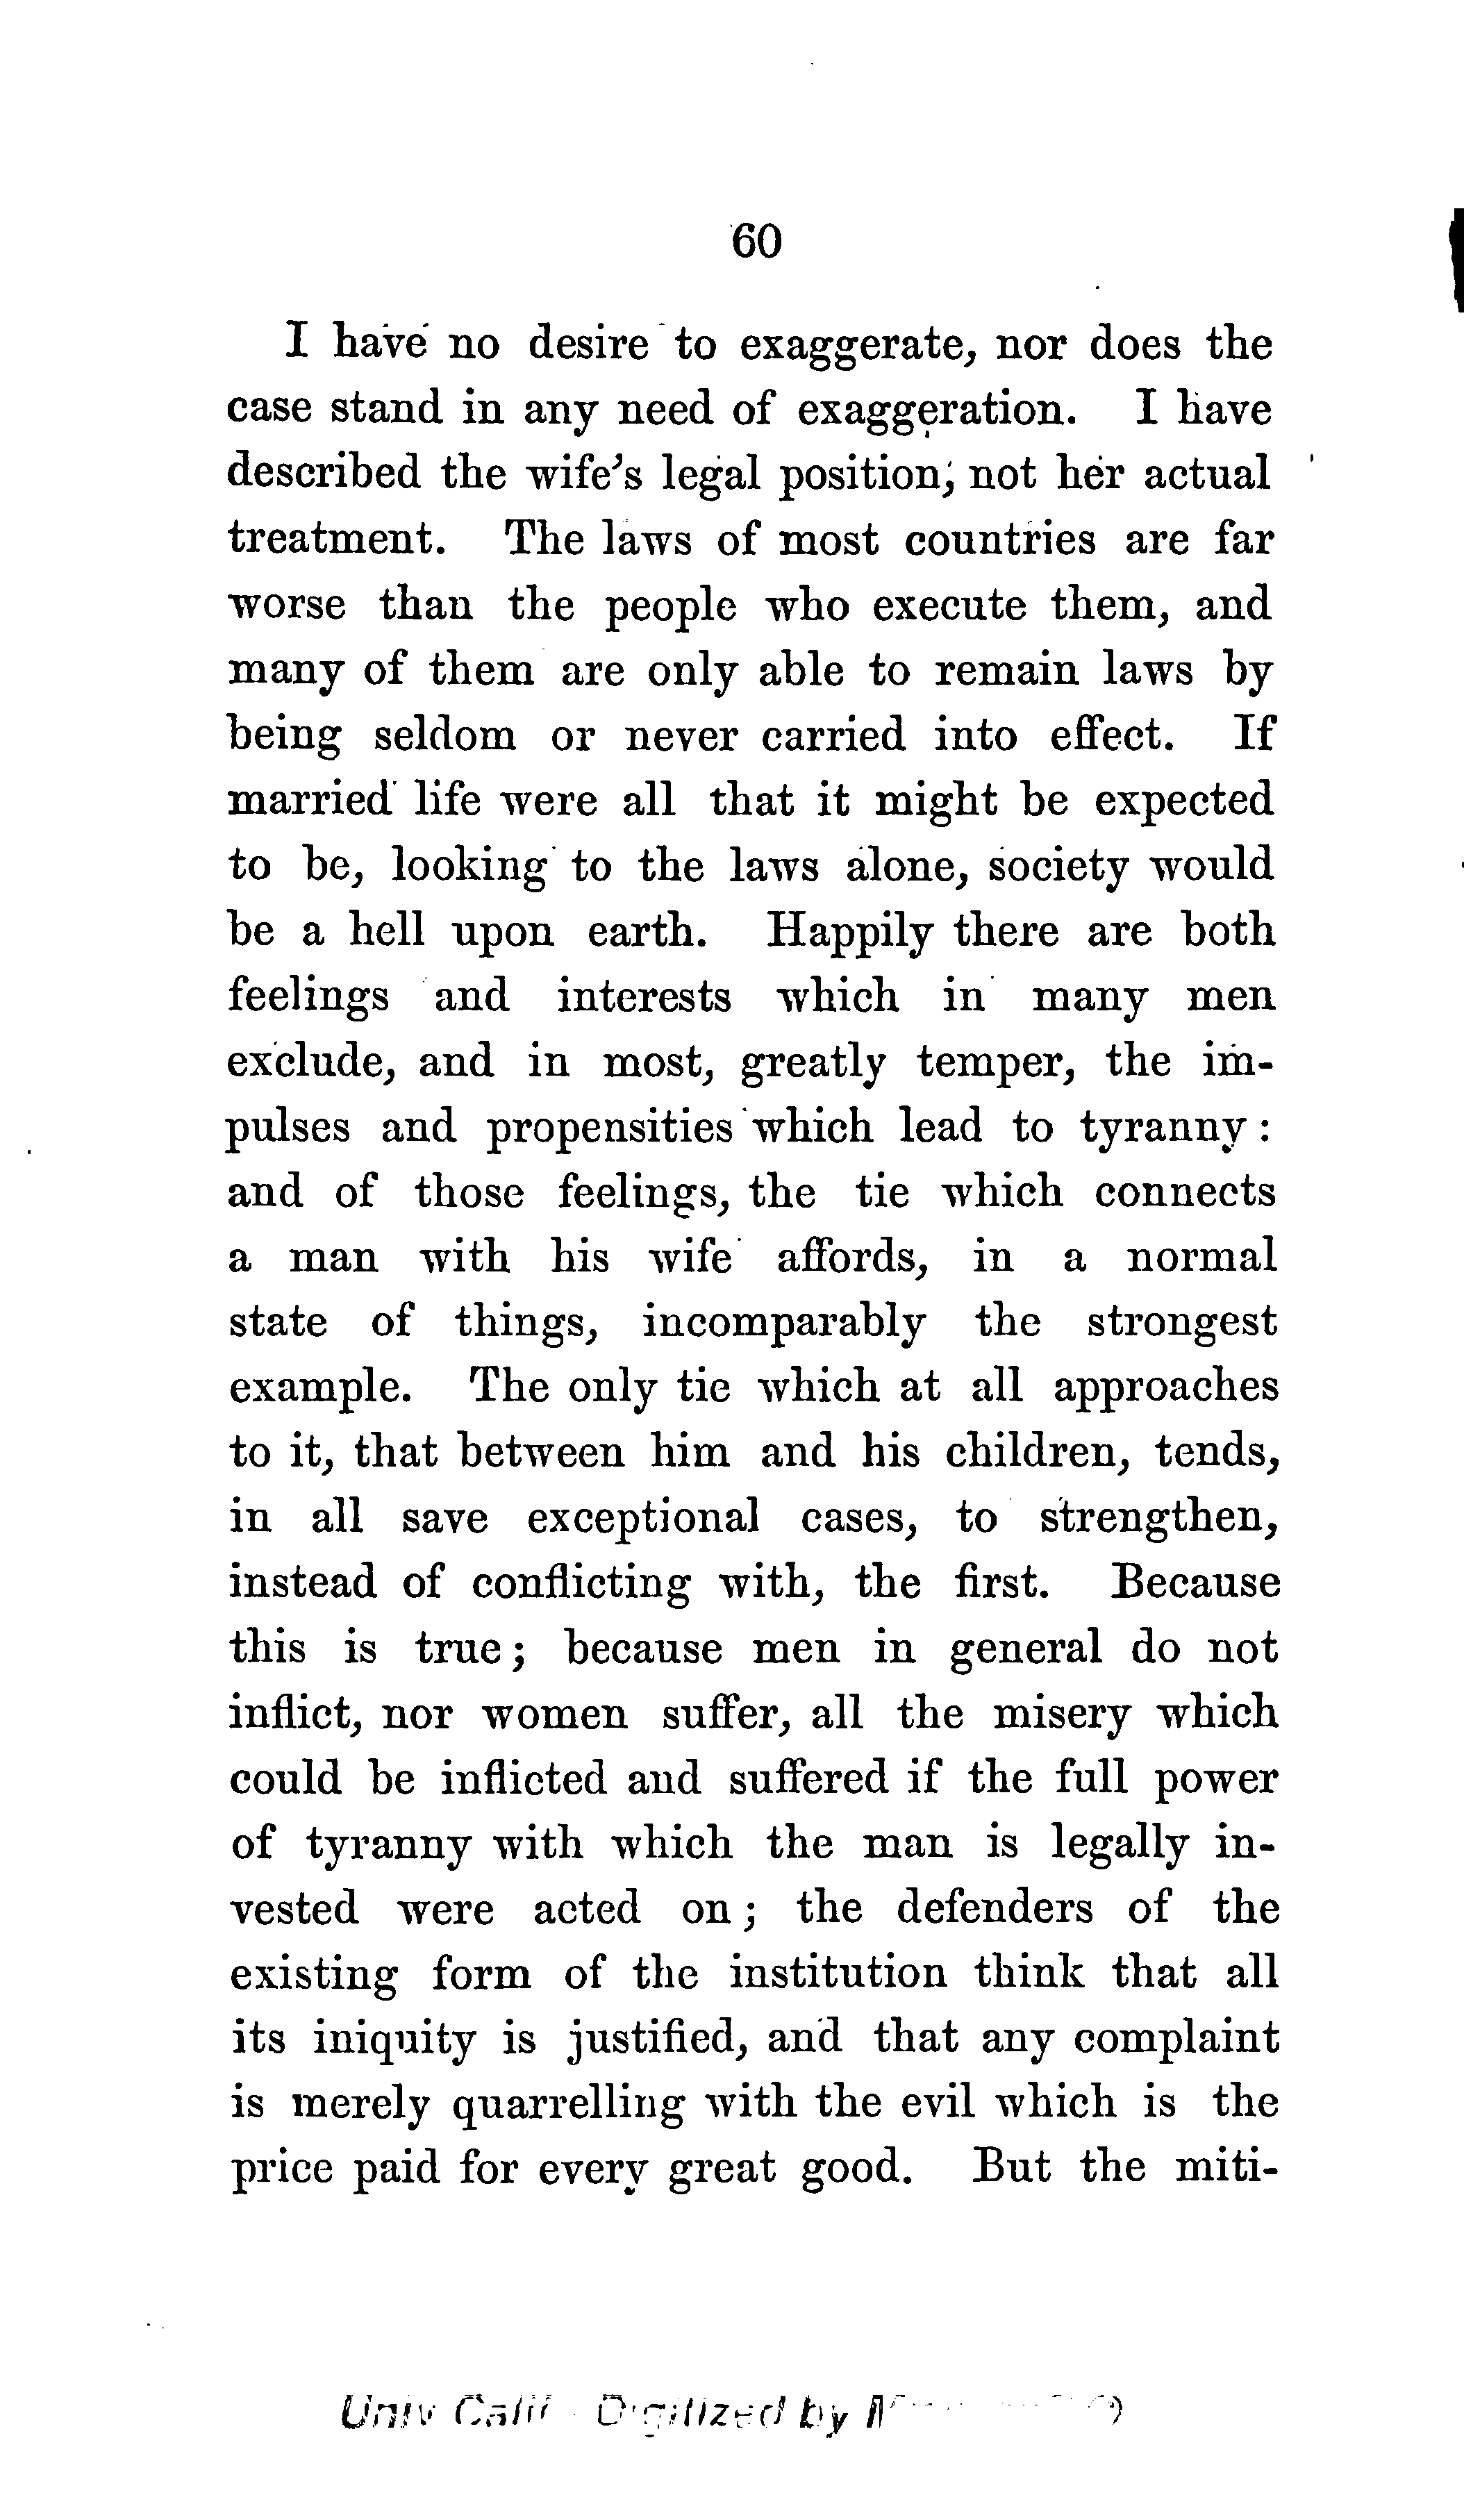 60
I have no desire to exaggerate, nor does the
case stand in any need of exaggeration. I have
described the wife's legal position, not her actual
treatment. The laws of most countries are far
worse than the people who execute them, and
many of them are only able to remain laws by
being seldom or never carried into effect. If
married life were all that it might be expected
to be, looking to the laws alone, society would
be a hell upon earth. Happily there are both
feelings and interests which in many men
exclude, and in most, greatly temper, the im-
pulses and propensities which lead to tyranny:
and of those feelings, the tie which connects
a man with his wife affords, in a normal
state of things, incomparably the strongest
example. The only tie which at all approaches
to it, that between him and his children, tends,
in all save exceptional cases, to strengthen,
instead of conflicting with, the first. Because
this is true; because men in general do not
inflict, nor women suffer, all the misery which
could be inflicted and suffered if the full power
of tyranny with which the man is legally in-
vested were acted on; the defenders of the
existing form of the institution think that all
its iniquity is justified, and that any complaint
is merely quarrelling with the evil which is the
price paid for every great good. But the miti-
Univ Calif Digitized by